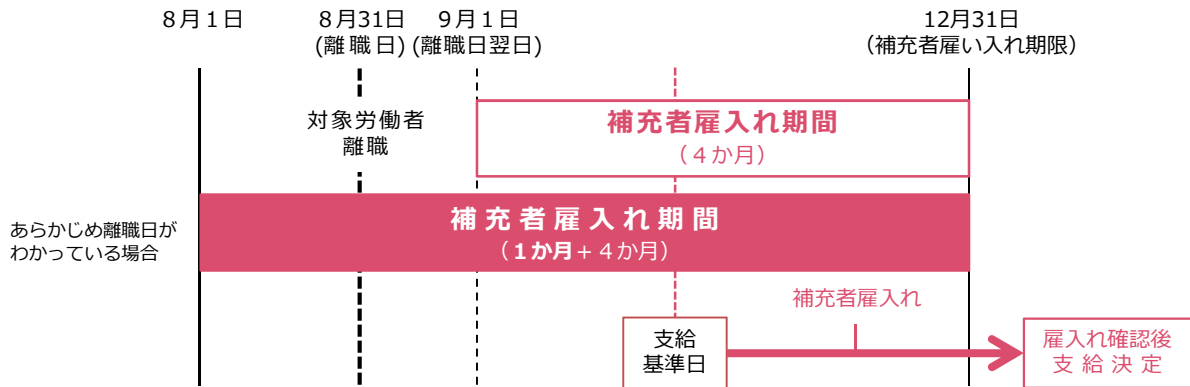 ８月１日
８月31日
(離職日)
９月１日
(離職日翌日)
12月31日
（補充者雇い入れ期限）
対象労働者
離職
補充者雇用入れ期間
（４か月）
あらかじめ離職日が
わかっている場合
補充者雇入れ期間
（１か月＋４か月）
補充者雇入れ
支給
基準日
雇入れ確認後
支給決定